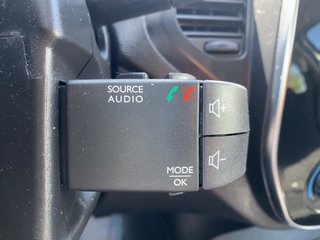 SOURCE
AUDIO
+
-
MODE
OK